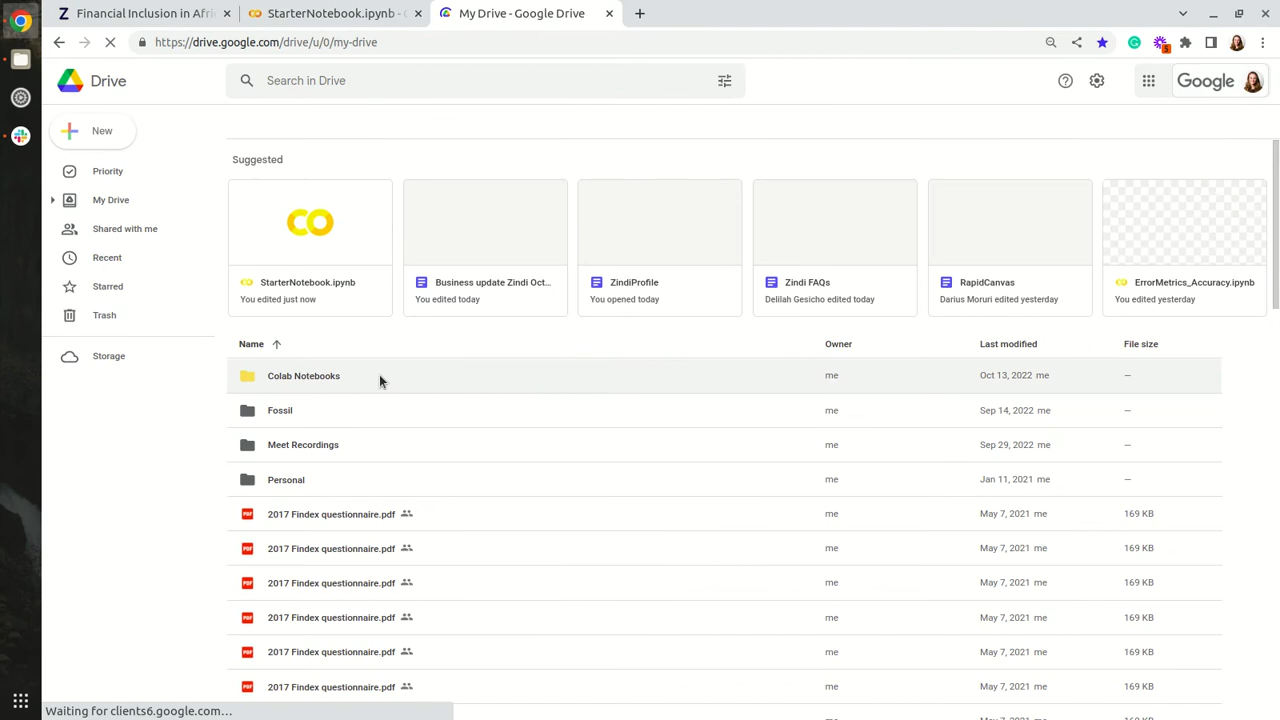 Financial Inclusion in Afri
StarterNotebook.ipynb -
My Drive - Google Drive
https://drive.google.com/drive/u/0/my-drive
5
Drive
Search in Drive
Google
New
Priority
My Drive
Shared with me
Recent
Starred
Trash
Storage
Suggested
StarterNotebook.ipynb
You edited just now
Business update Zindi Oct...
You edited today
ZindiProfile
You opened today
Zindi FAQs
Delilah Gesicho edited today
RapidCanvas
Darius Moruri edited yesterday
ErrorMetrics_Accuracy.ipynb
You edited yesterday
Name Owner Last modified File size
Colab Notebooks me Oct 13, 2022 me —
Fossil me Sep 14, 2022 me —
Meet Recordings me Sep 29, 2022 me —
Personal me Jan 11, 2021 me —
2017 Findex questionnaire.pdf me May 7, 2021 me 169 KB
2017 Findex questionnaire.pdf me May 7, 2021 me 169 KB
2017 Findex questionnaire.pdf me May 7, 2021 me 169 KB
2017 Findex questionnaire.pdf me May 7, 2021 me 169 KB
2017 Findex questionnaire.pdf me May 7, 2021 me 169 KB
2017 Findex questionnaire.pdf me May 7, 2021 me 169 KB
Waiting for clients6.google.com...